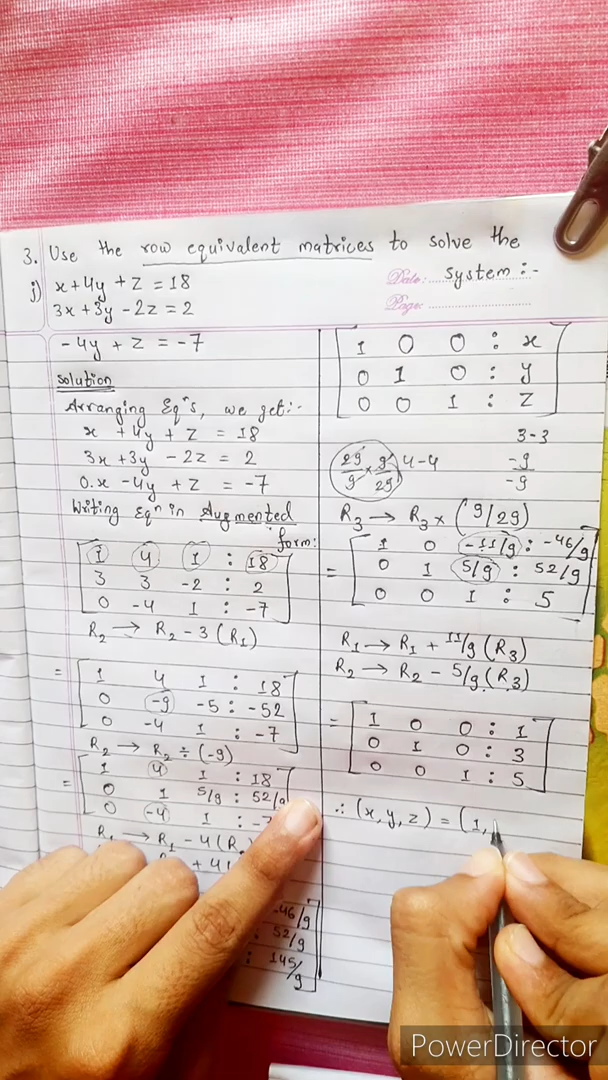 3. Use the row equivalent matrices to solve the
system :-
Date:
Page:
j) x + 4y + z = 18
3x + 3y - 2z = 2
- 4y + z = -7
Solution
Arranging Eqⁿs, we get:-
x + 4y + z = 18
3x + 3y - 2z = 2
0.x - 4y + z = -7
Writing Eqⁿ in Augmented
form:
1 4 1 : 18
3 3 -2 : 2
0 -4 1 : -7
R₂ → R₂ - 3 (R₁)
= 1 4 1 : 18
0 -9 -5 : -52
0 -4 1 : -7
R₂ → R₂ ÷ (-9)
= 1 4 1 : 18
0 1 5/9 : 52/9
0 -4 1 : -7
R₁ → R₁ - 4 (R
+ 4
-46/9
: 52/9
: 145/9
1 0 0 : x
0 1 0 : y
0 0 1 : z
3-3
29/9 × 9/29 4-4 -9
-9
R₃ → R₃ × (9/29)
= 1 0 -11/9 : -46/9
0 1 5/9 : 52/9
0 0 1 : 5
R₁ → R₁ + 11/9 (R₃)
R₂ → R₂ - 5/9 (R₃)
= 1 0 0 : 1
0 1 0 : 3
0 0 1 : 5
∴ (x, y, z) = (1,
PowerDirector